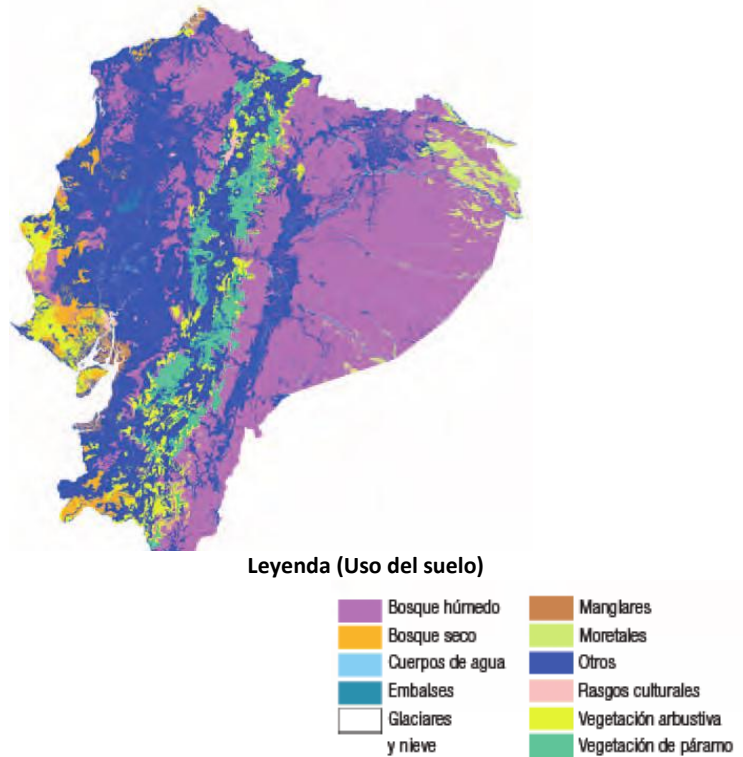 Leyenda (Uso del suelo)
Bosque húmedo
Bosque seco
Cuerpos de agua
Embalses
Glaciares
y nieve
Manglares
Moretales
Otros
Rasgos culturales
Vegetación arbustiva
Vegetación de páramo